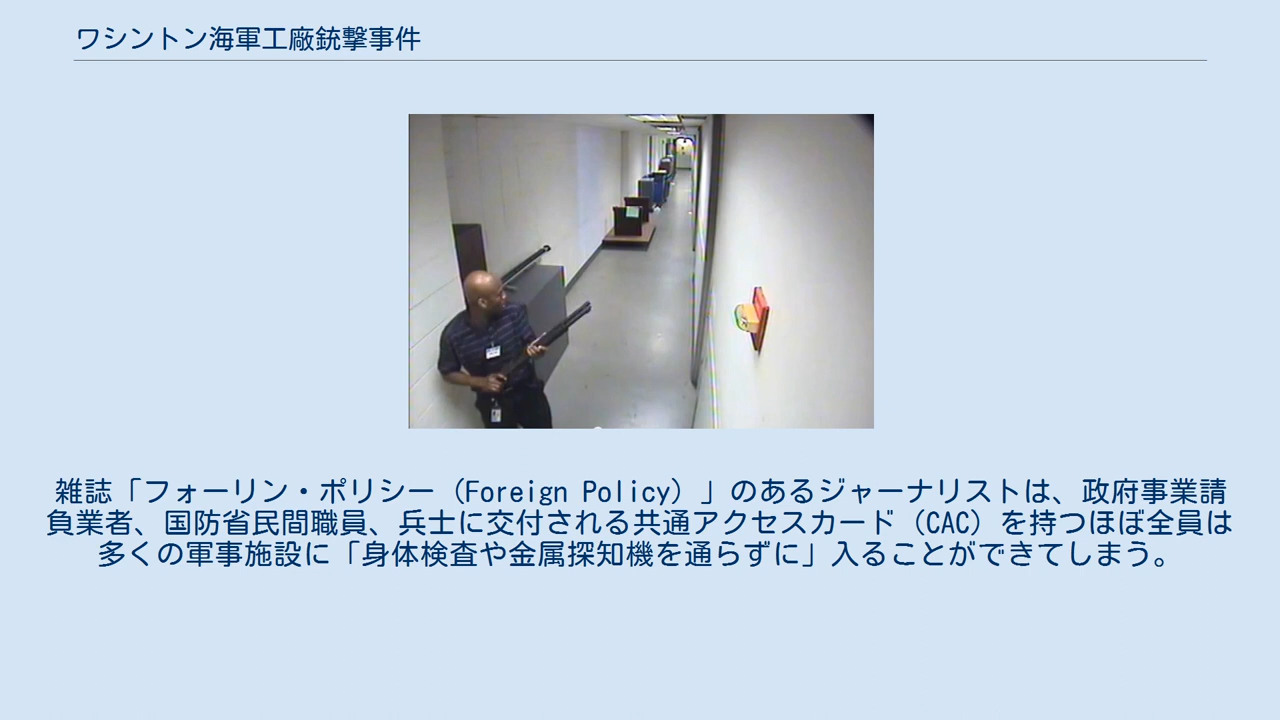 ワシントン海軍工廠銃撃事件
雑誌「フォーリン・ポリシー（Foreign Policy）」のあるジャーナリストは、政府事業請
負業者、国防省民間職員、兵士に交付される共通アクセスカード（CAC）を持つほぼ全員は
多くの軍事施設に「身体検査や金属探知機を通らずに」入ることができてしまう。